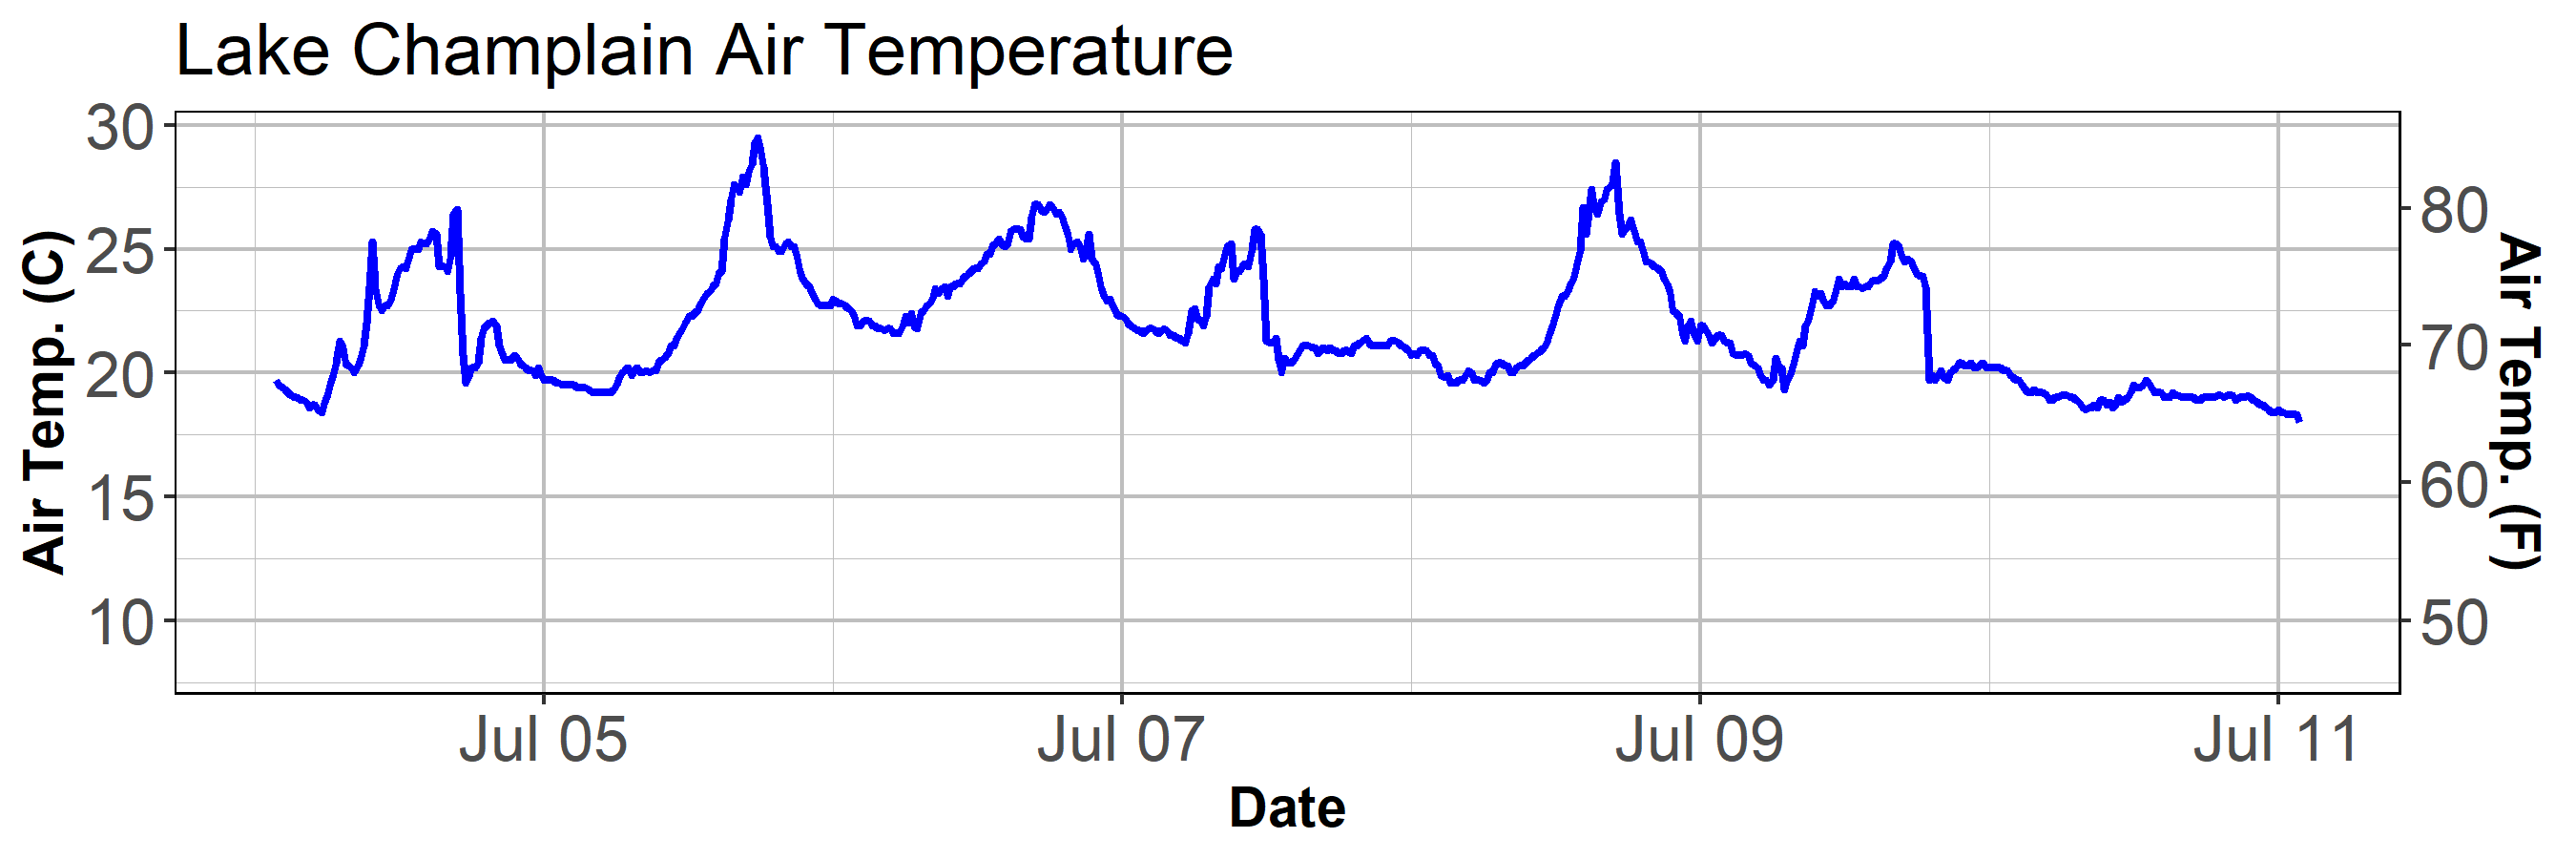 Lake Champlain Air Temperature
Air Temp. (C)
30
25
20
15
10
80
70
60
50
Air Temp. (F)
Jul 05
Jul 07
Jul 09
Jul 11
Date